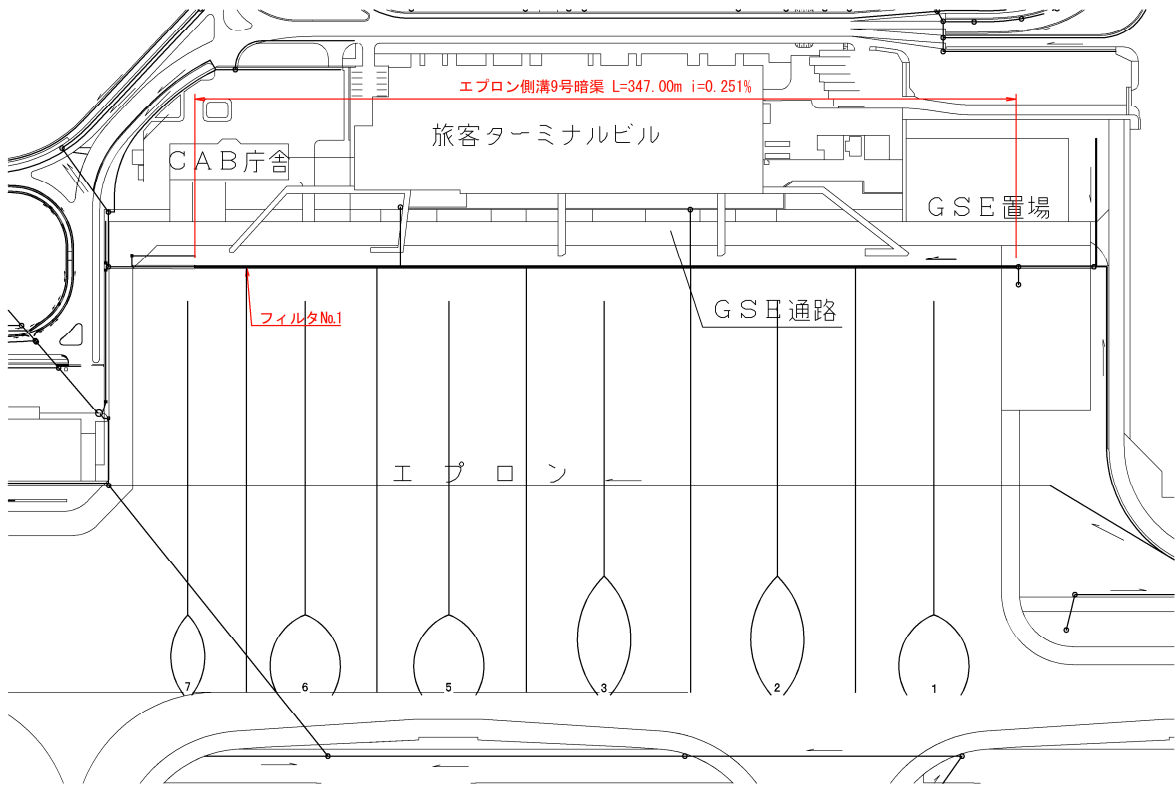 エプロン側溝9号暗渠 L=347.00m i=0.251%
旅客ターミナルビル
CAB庁舎
GSE置場
GSE通路
フィルタNo.1
エプロン
7
6
5
3
2
1